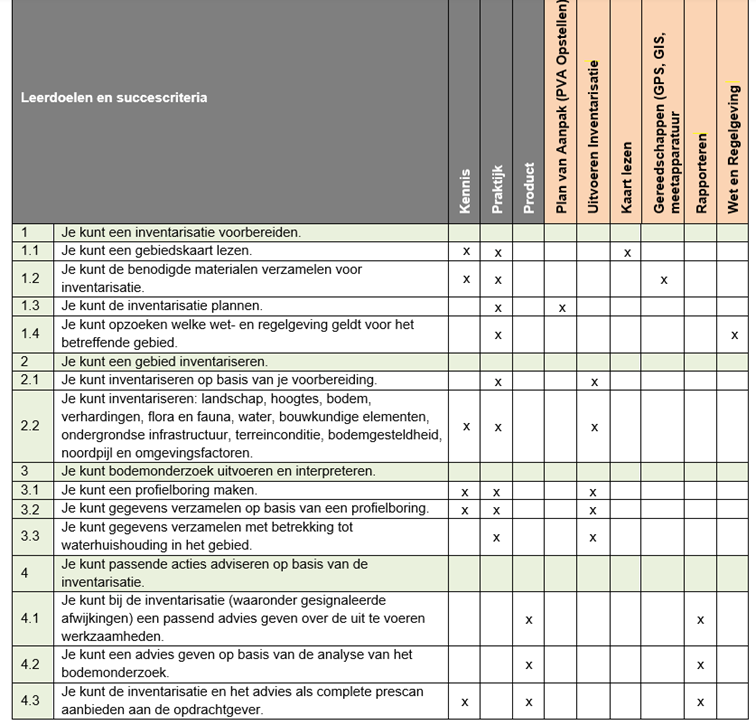 Leerdoelen en succescriteria
Kennis
Praktijk
Product
Plan van Aanpak (PVA Opstellen)
Uitvoeren Inventarisatie
Kaart lezen
Gereedschappen (GPS, GIS,
meetapparatuur
Rapporteren
Wet en Regelgeving
1 Je kunt een inventarisatie voorbereiden.
1.1 Je kunt een gebiedskaart lezen. x x x
1.2 Je kunt de benodigde materialen verzamelen voor
inventarisatie. x x x
1.3 Je kunt de inventarisatie plannen. x x
1.4 Je kunt opzoeken welke wet- en regelgeving geldt voor het
betreffende gebied. x x
2 Je kunt een gebied inventariseren.
2.1 Je kunt inventariseren op basis van je voorbereiding. x x
2.2 Je kunt inventariseren: landschap, hoogtes, bodem,
verhardingen, flora en fauna, water, bouwkundige elementen,
ondergrondse infrastructuur, terreinconditie, bodemgesteldheid,
noordpijl en omgevingsfactoren. x x x
3 Je kunt bodemonderzoek uitvoeren en interpreteren.
3.1 Je kunt een profielboring maken. x x x
3.2 Je kunt gegevens verzamelen op basis van een profielboring. x x x
3.3 Je kunt gegevens verzamelen met betrekking tot
waterhuishouding in het gebied. x x
4 Je kunt passende acties adviseren op basis van de
inventarisatie.
4.1 Je kunt bij de inventarisatie (waaronder gesignaleerde
afwijkingen) een passend advies geven over de uit te voeren
werkzaamheden. x x
4.2 Je kunt een advies geven op basis van de analyse van het
bodemonderzoek. x x
4.3 Je kunt de inventarisatie en het advies als complete prescan
aanbieden aan de opdrachtgever. x x x